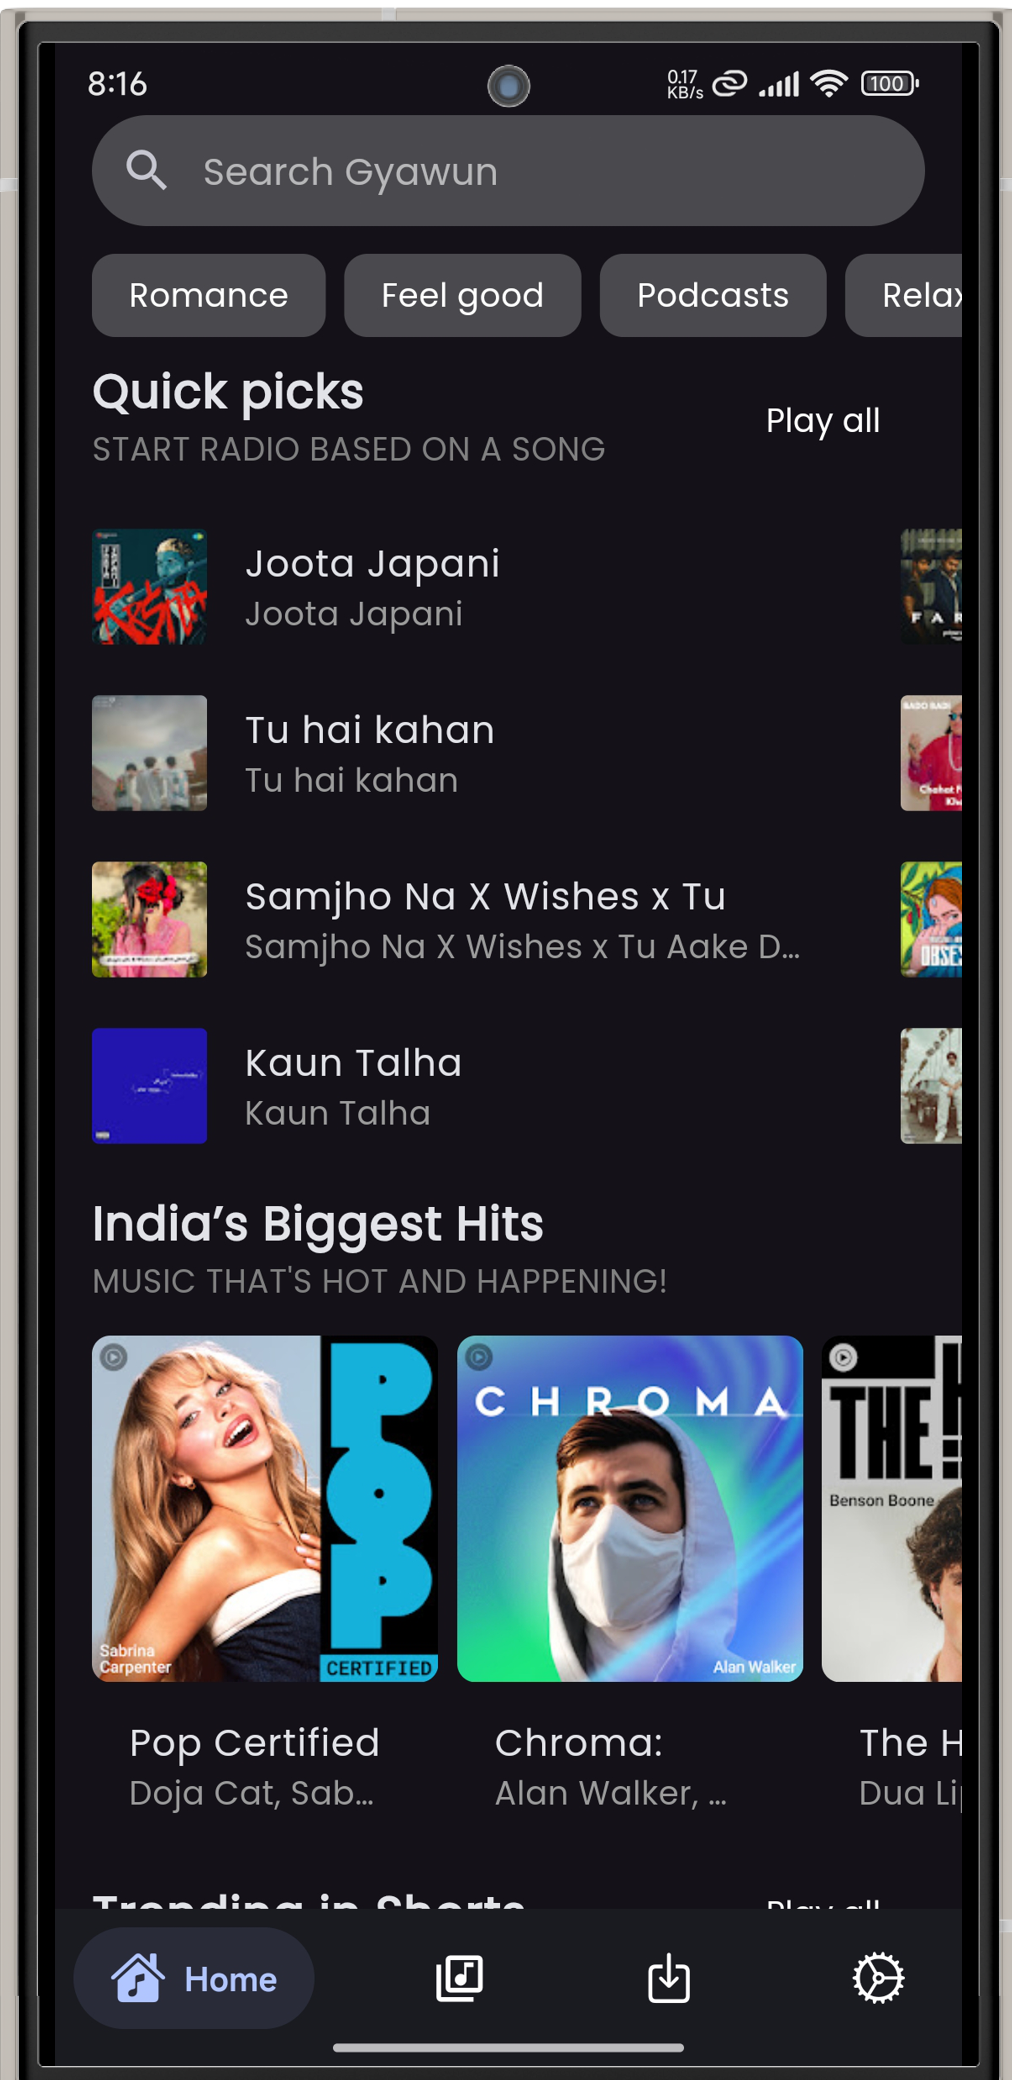 8:16
0.17
KB/s
100
Search Gyawun
Romance
Feel good
Podcasts
Relax
Quick picks
START RADIO BASED ON A SONG
Play all
Joota Japani
Joota Japani
Tu hai kahan
Tu hai kahan
Samjho Na X Wishes x Tu
Samjho Na X Wishes x Tu Aake D...
OBSES
Kaun Talha
Kaun Talha
India's Biggest Hits
MUSIC THAT'S HOT AND HAPPENING!
POP
CERTIFIED
Sabrina
Carpenter
CHROMA
Alan Walker
THE H
Benson Boone
Pop Certified
Doja Cat, Sab...
Chroma:
Alan Walker, ...
The H
Dua Lip
Trending in Shorts
Play all
Home